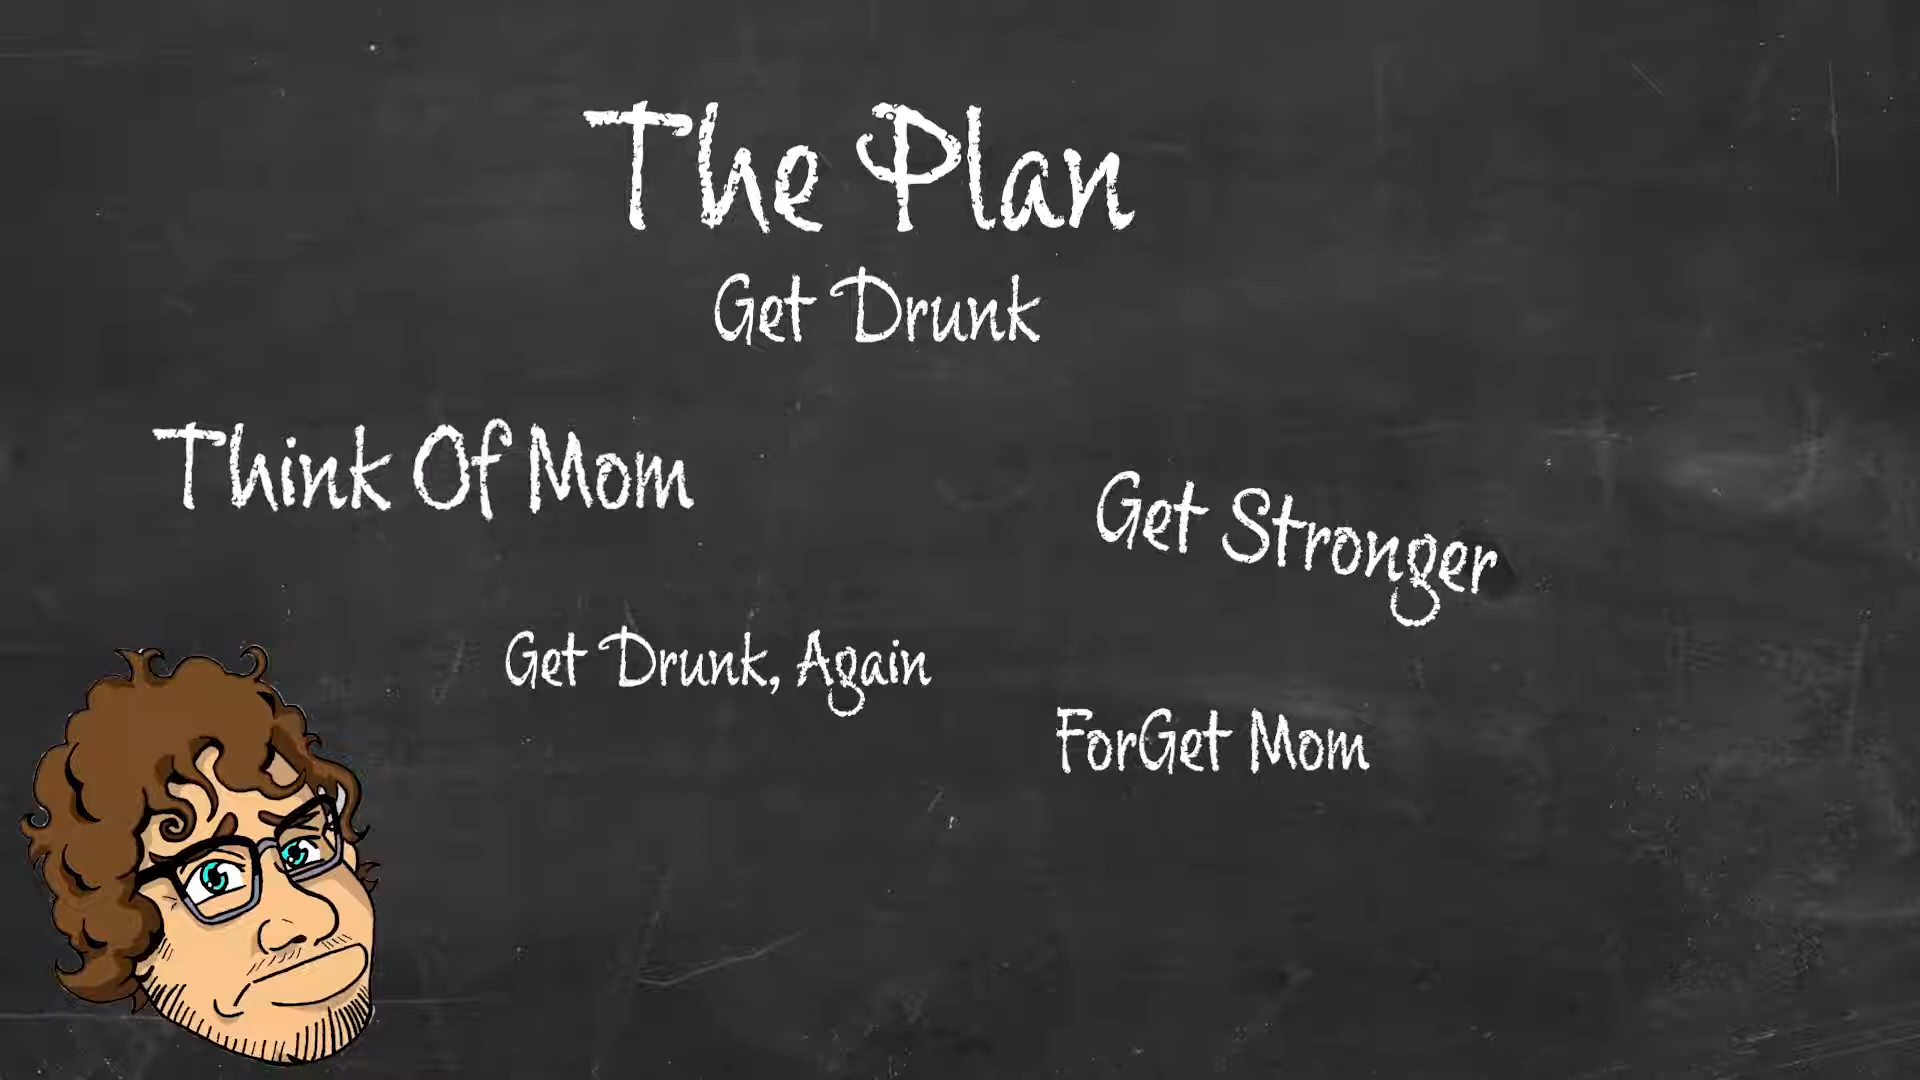 The Plan
Get Drunk
Think Of Mom
Get Stronger
Get Drunk, Again
ForGet Mom